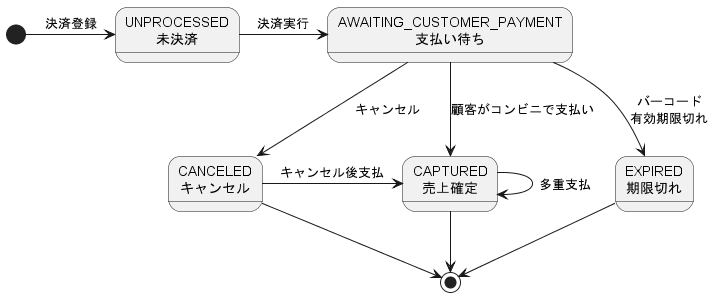 決済登録
UNPROCESSED
未決済
決済実行
AWAITING_CUSTOMER_PAYMENT
支払い待ち
キャンセル
顧客がコンビニで支払い
バーコード
有効期限切れ
CANCELED
キャンセル
キャンセル後支払
CAPTURED
売上確定
多重支払
EXPIRED
期限切れ